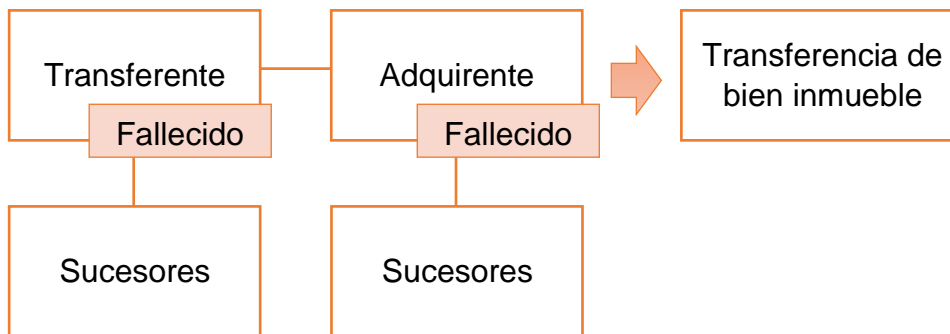 Transferente
Fallecido
Adquirente
Fallecido
Transferencia de
bien inmueble
Sucesores
Sucesores